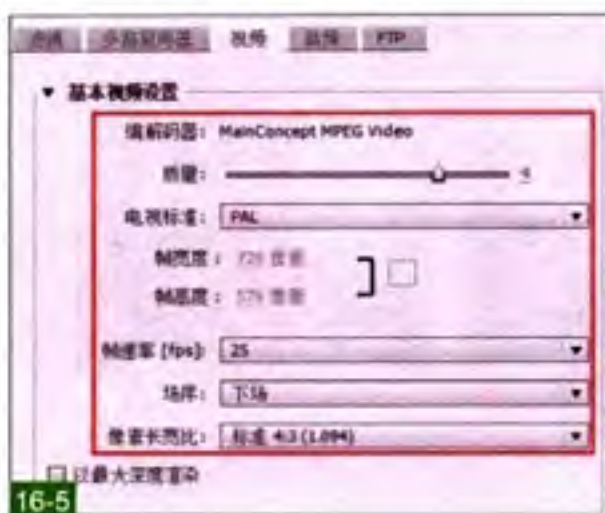 滤镜 多路复用器 视频 音频 FTP
▼ 基本视频设置
编解码器: MainConcept MPEG Video
质量: 4
电视标准: PAL
帧宽度: 720 像素
帧高度: 576 像素
帧速率 [fps]: 25
场序: 下场
像素长宽比: 标准 4:3 (1.094)
以最大深度渲染
16-5